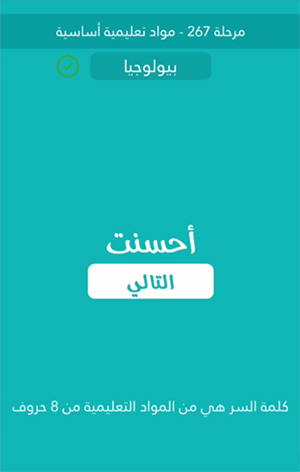 مرحلة 267 - مواد تعليمية أساسية
بيولوجيا
أحسنت
التالي
كلمة السر هي من المواد التعليمية من 8 حروف